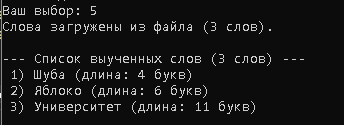 Ваш выбор: 5
Слова загружены из файла (3 слов).
--- Список выученных слов (3 слов) ---
1) Шуба (длина: 4 букв)
2) Яблоко (длина: 6 букв)
3) Университет (длина: 11 букв)